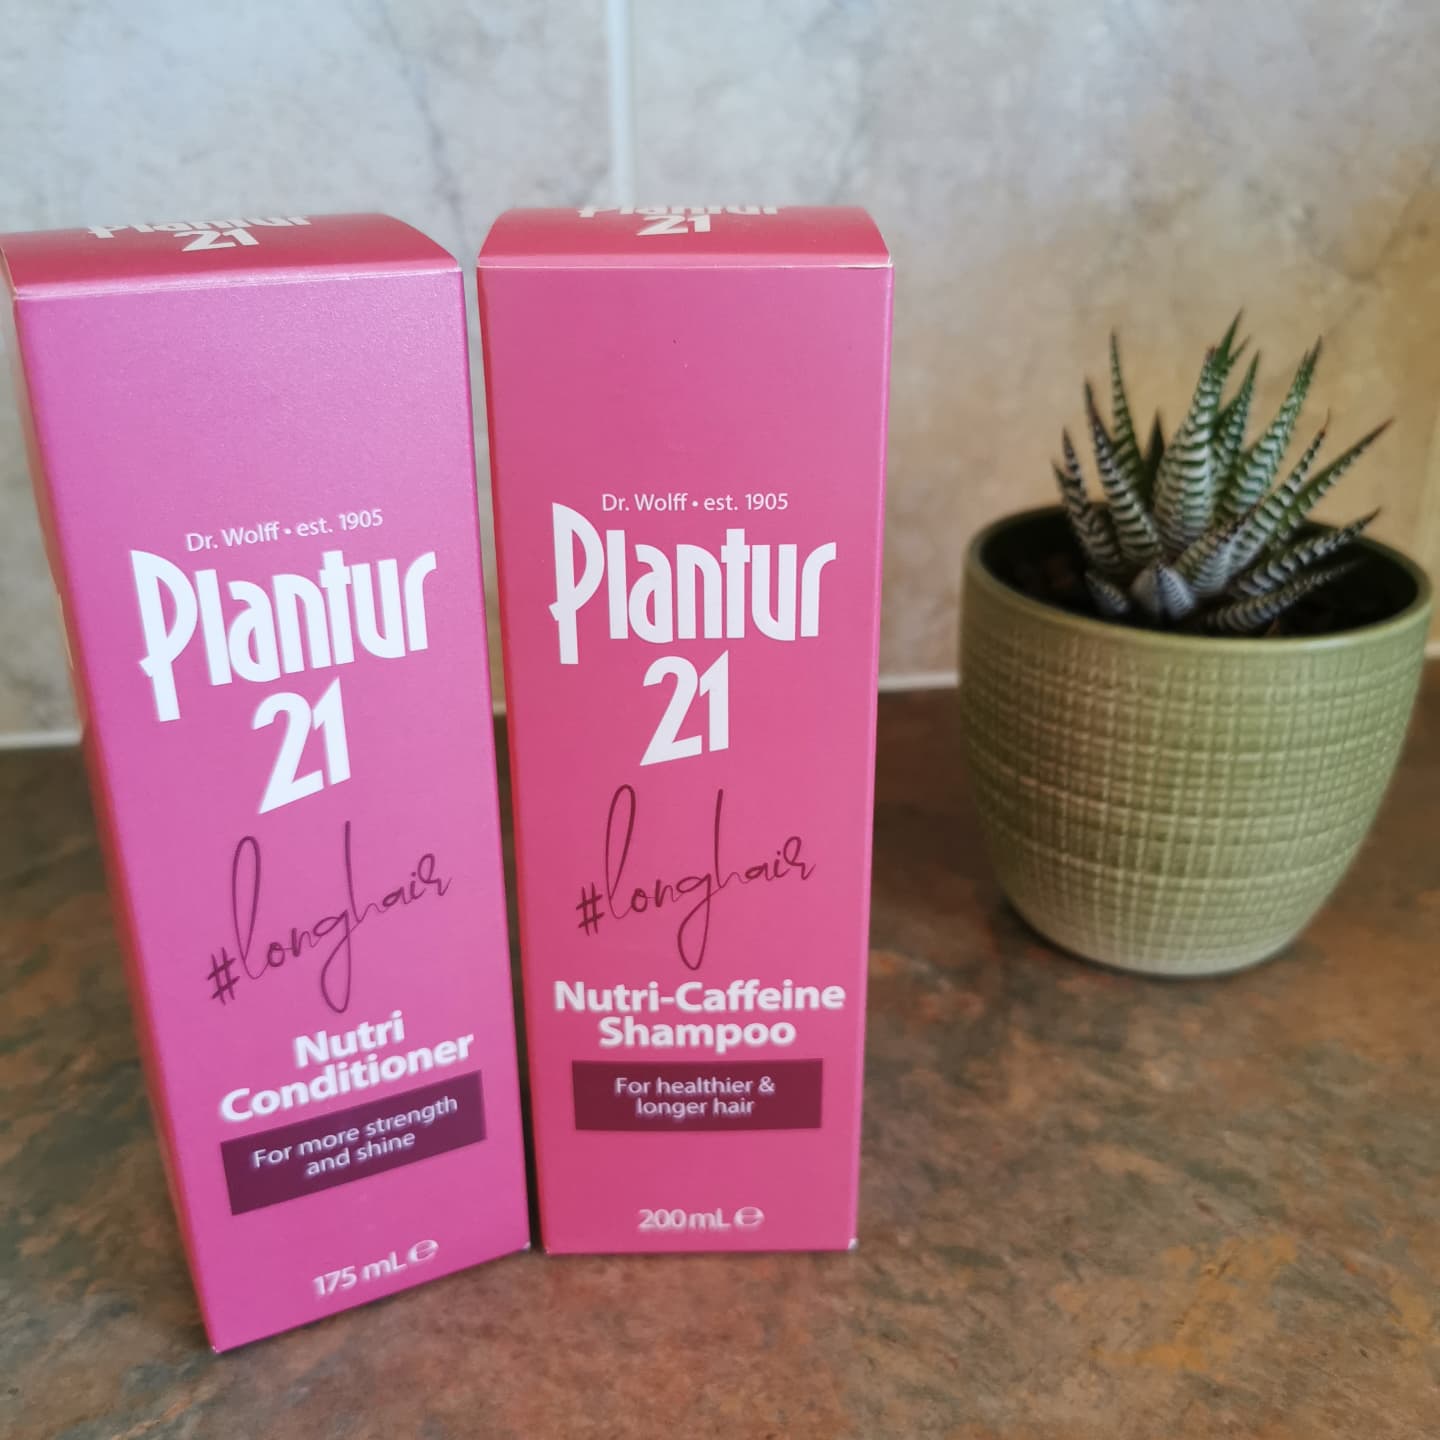 Plantur
21
Dr. Wolff • est. 1905
Plantur
21
#longhair
Nutri
Conditioner
For more strength
and shine
175 mL ℮
Plantur
21
Dr. Wolff • est. 1905
Plantur
21
#longhair
Nutri-Caffeine
Shampoo
For healthier &
longer hair
200 mL ℮